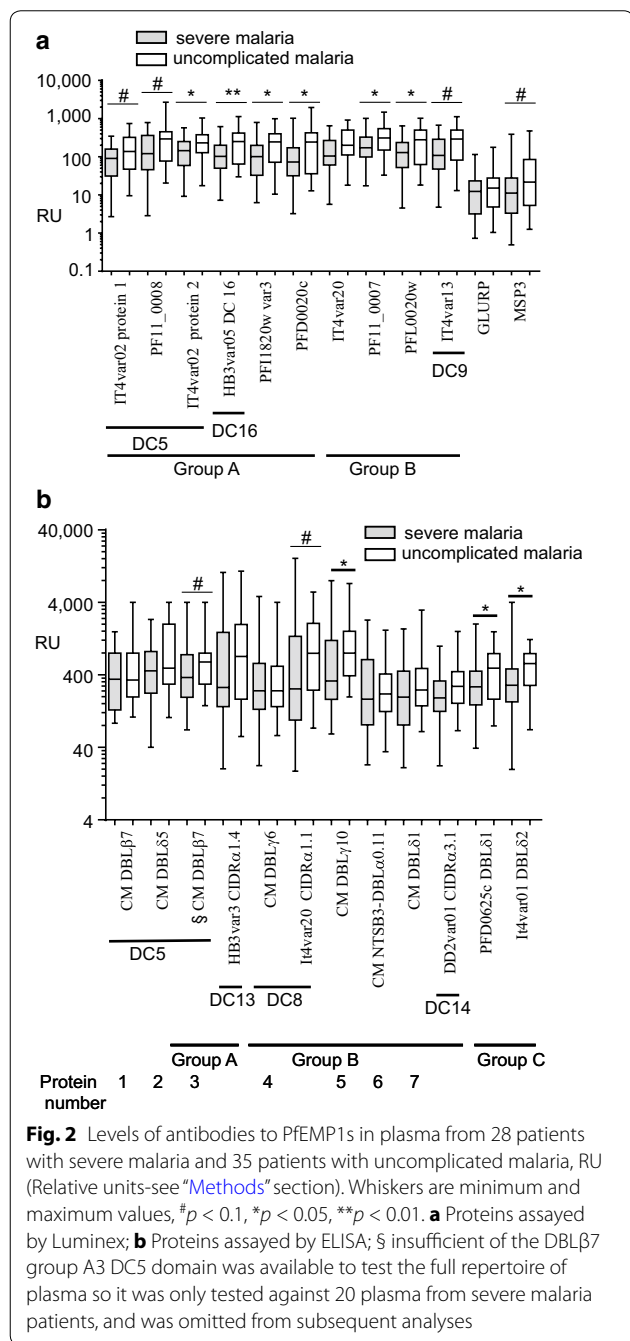 a
severe malaria
uncomplicated malaria
10,000
1,000
100
10
1
0.1
RU
# # * ** * * * * # #
IT4var02 protein 1
PF11_0008
IT4var02 protein 2
HB3var05 DC 16
PFI1820w var3
PFD0020c
IT4var20
PF11_0007
PFL0020w
IT4var13
GLURP
MSP3
DC5
DC16
DC9
Group A
Group B
b
severe malaria
uncomplicated malaria
40,000
4,000
400
40
4
RU
# # * * *
CM DBLβ7
CM DBLδ5
§ CM DBLβ7
HB3var3 CIDRα1.4
CM DBLγ6
It4var20 CIDRα1.1
CM DBLγ10
CM NTSB3-DBLα0.11
CM DBLδ1
DD2var01 CIDRα3.1
PFD0625c DBLδ1
It4var01 DBLδ2
DC5
DC13
DC8
DC14
Group A
Group B
Group C
Protein number 1 2 3 4 5 6 7
Fig. 2 Levels of antibodies to PfEMP1s in plasma from 28 patients
with severe malaria and 35 patients with uncomplicated malaria, RU
(Relative units-see “Methods” section). Whiskers are minimum and
maximum values, #p < 0.1, *p < 0.05, **p < 0.01. a Proteins assayed
by Luminex; b Proteins assayed by ELISA; § insufficient of the DBLβ7
group A3 DC5 domain was available to test the full repertoire of
plasma so it was only tested against 20 plasma from severe malaria
patients, and was omitted from subsequent analyses